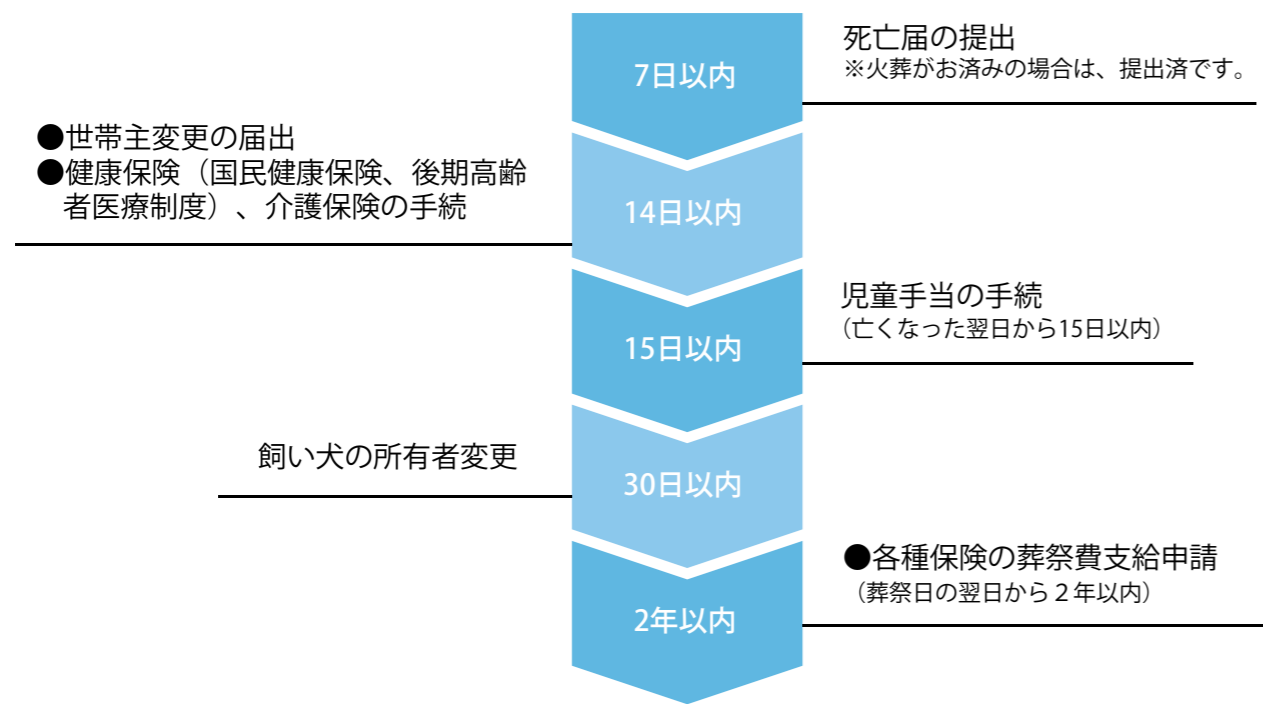 7日以内
死亡届の提出
※火葬がお済みの場合は、提出済です。
●世帯主変更の届出
●健康保険（国民健康保険、後期高齢
者医療制度）、介護保険の手続
14日以内
児童手当の手続
（亡くなった翌日から15日以内）
15日以内
飼い犬の所有者変更
30日以内
●各種保険の葬祭費支給申請
（葬祭日の翌日から２年以内）
2年以内